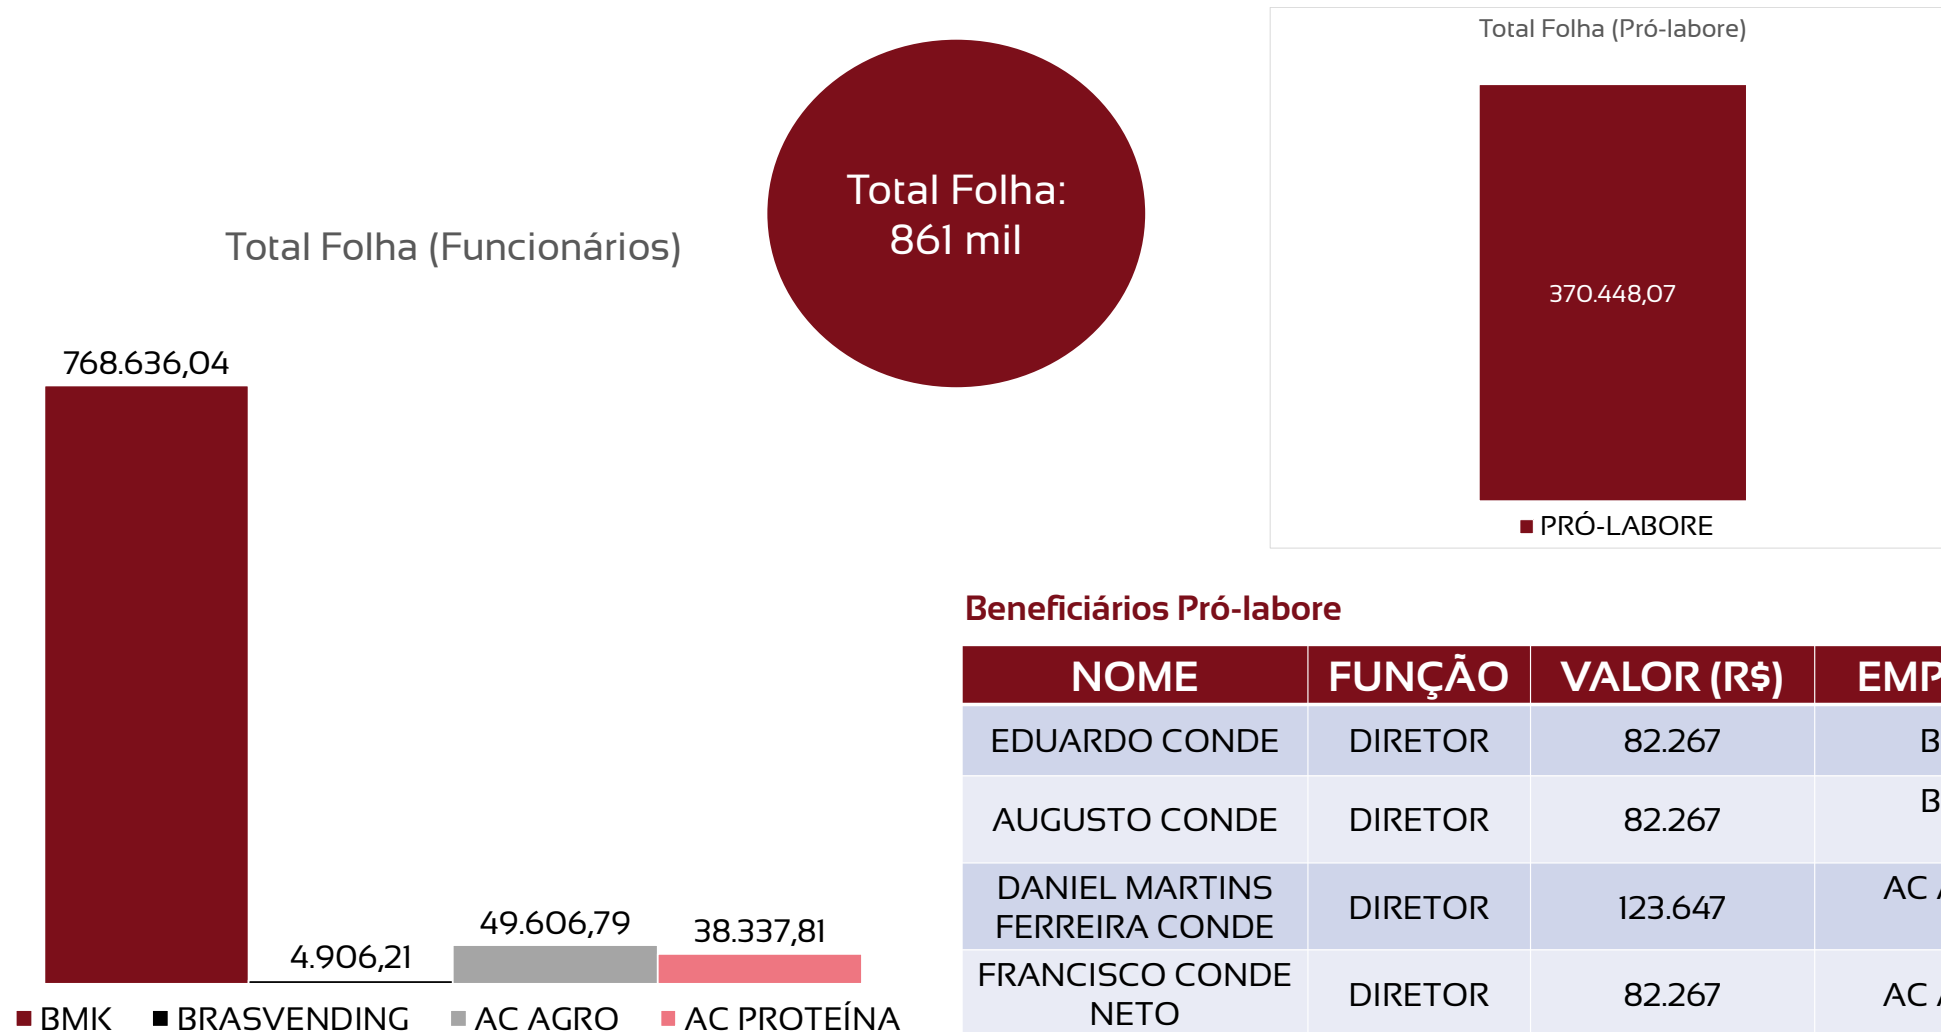 Total Folha (Pró-labore)
Total Folha:
861 mil
Total Folha (Funcionários)
370.448,07
768.636,04
PRÓ-LABORE
Beneficiários Pró-labore
NOME FUNÇÃO VALOR (R$) EMP
EDUARDO CONDE DIRETOR 82.267 B
AUGUSTO CONDE DIRETOR 82.267 B
DANIEL MARTINS
FERREIRA CONDE DIRETOR 123.647 AC
FRANCISCO CONDE
NETO DIRETOR 82.267 AC
49.606,79
38.337,81
4.906,21
BMK BRASVENDING AC AGRO AC PROTEÍNA